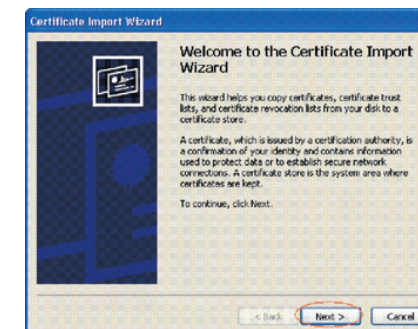 Certificate Import Wizard
Welcome to the Certificate Import
Wizard
This wizard helps you copy certificates, certificate trust
lists, and certificate revocation lists from your disk to a
certificate store.
A certificate, which is issued by a certification authority, is
a confirmation of your identity and contains information
used to protect data or to establish secure network
connections. A certificate store is the system area where
certificates are kept.
To continue, click Next.
< Back
Next >
Cancel